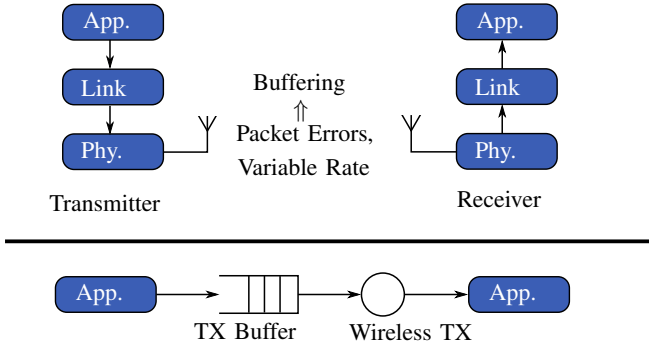 App.
App.
Link
Link
Buffering
⇑
Packet Errors,
Variable Rate
Phy.
Phy.
Transmitter
Receiver
App.
App.
TX Buffer
Wireless TX